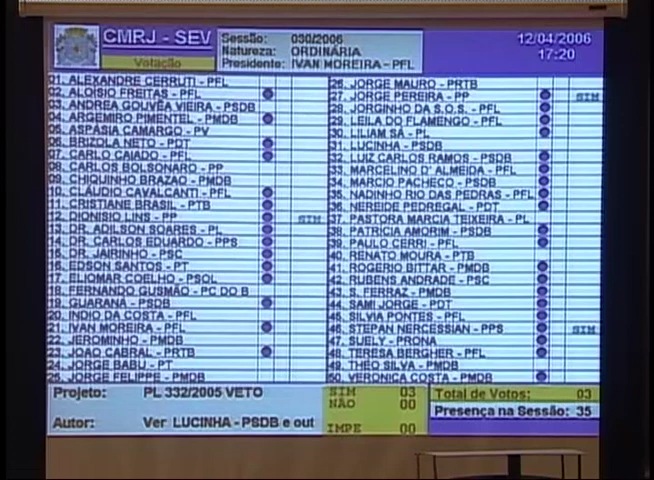 CMRJ - SEV
Votação
Sessão: 030/2006
Natureza: ORDINÁRIA
Presidente: IVAN MOREIRA - PFL
12/04/2006
17:20
01. ALEXANDRE CERRUTI - PFL
02. ALOISIO FREITAS - PFL
03. ANDREA GOUVÊA VIEIRA - PSDB
04. ARGEMIRO PIMENTEL - PMDB
05. ASPÁSIA CAMARGO - PV
06. BRIZOLA NETO - PDT
07. CARLO CAIADO - PFL
08. CARLOS BOLSONARO - PP
09. CHIQUINHO BRAZÃO - PMDB
10. CLÁUDIO CAVALCANTI - PFL
11. CRISTIANE BRASIL - PTB
12. DIONÍSIO LINS - PP SIM
13. DR. ADILSON SOARES - PL
14. DR. CARLOS EDUARDO - PPS
15. DR. JAIRINHO - PSC
16. EDSON SANTOS - PT
17. ELIOMAR COELHO - PSOL
18. FERNANDO GUSMÃO - PC DO B
19. GUARANÁ - PSDB
20. INDIO DA COSTA - PFL
21. IVAN MOREIRA - PFL
22. JEROMINHO - PMDB
23. JOÃO CABRAL - PRTB
24. JORGE BABU - PT
25. JORGE FELIPPE - PMDB
26. JORGE MAURO - PRTB
27. JORGE PEREIRA - PP SIM
28. JORGINHO DA S.O.S. - PFL
29. LEILA DO FLAMENGO - PFL
30. LILIAM SÁ - PL
31. LUCINHA - PSDB
32. LUIZ CARLOS RAMOS - PSDB
33. MARCELINO D' ALMEIDA - PFL
34. MARCIO PACHECO - PSDB
35. NADINHO RIO DAS PEDRAS - PFL
36. NEREIDE PEDREGAL - PDT
37. PASTORA MARCIA TEIXEIRA - PL
38. PATRÍCIA AMORIM - PSDB
39. PAULO CERRI - PFL
40. RENATO MOURA - PTB
41. ROGERIO BITTAR - PMDB
42. RUBENS ANDRADE - PSC
43. S. FERRAZ - PMDB
44. SAMI JORGE - PDT
45. SILVIA PONTES - PFL
46. STEPAN NERCESSIAN - PPS SIM
47. SUELY - PRONA
48. TERESA BERGHER - PFL
49. THÉO SILVA - PMDB
50. VERÔNICA COSTA - PMDB
Projeto: PL 332/2005 VETO
Autor: Ver. LUCINHA - PSDB e out
SIM 03
NÃO 00
IMPE 00
Total de Votos: 03
Presença na Sessão: 35